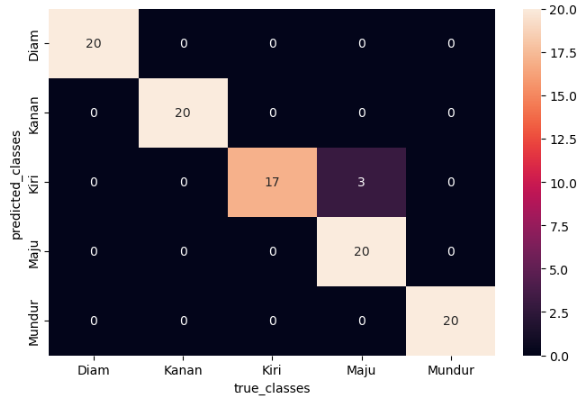 Diam 20 0 0 0 0
Kanan 0 20 0 0 0
Kiri 0 0 17 3 0
Maju 0 0 0 20 0
Mundur 0 0 0 0 20
Diam Kanan Kiri Maju Mundur
true_classes
predicted_classes
20.0
17.5
15.0
12.5
10.0
7.5
5.0
2.5
0.0